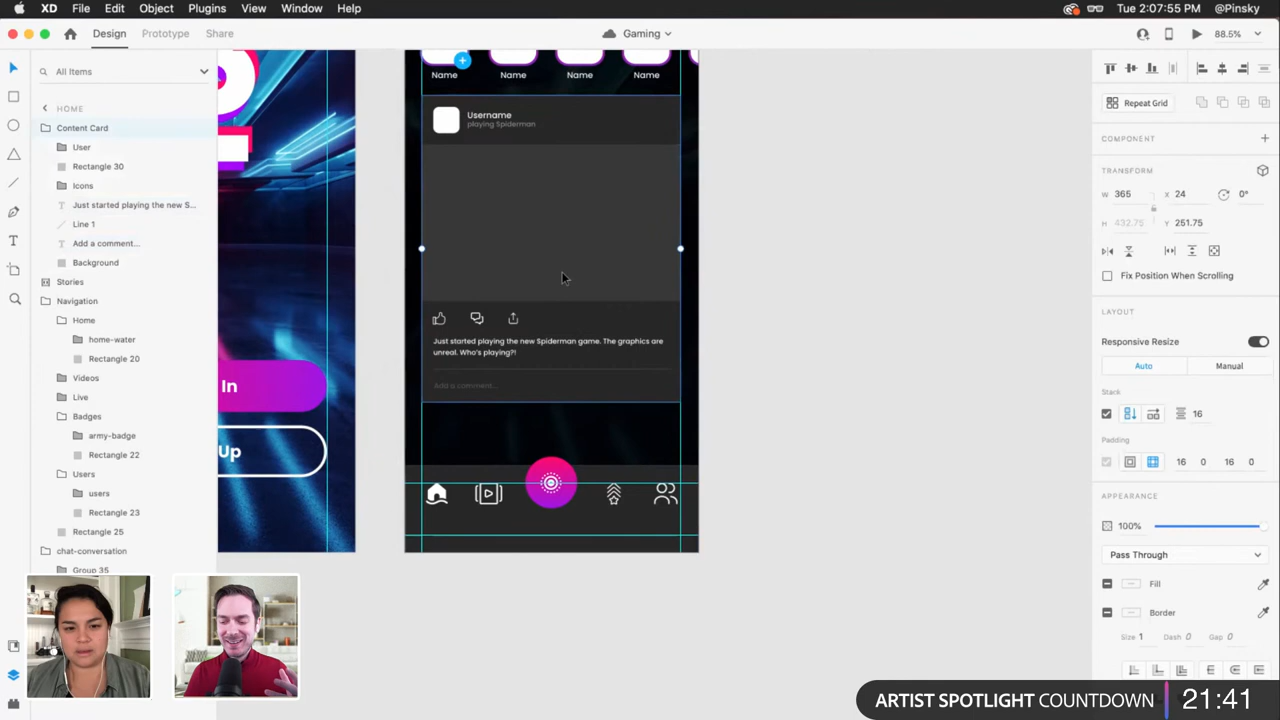 XD File Edit Object Plugins View Window Help
Tue 2:07:55 PM @Pinsky
Design Prototype Share
Gaming
88.5%
All Items
HOME
Content Card
User
Rectangle 30
Icons
Just started playing the new S...
Line 1
Add a comment...
Background
Stories
Navigation
Home
home-water
Rectangle 20
Videos
Live
Badges
army-badge
Rectangle 22
Users
users
Rectangle 23
Rectangle 25
chat-conversation
Group 35
In
Up
Name Name Name Name
Username
playing Spiderman
Just started playing the new Spiderman game. The graphics are
unreal. Who's playing?!
Add a comment...
Repeat Grid
COMPONENT
TRANSFORM
W 365 X 24 0°
H 432.75 Y 251.75
Fix Position When Scrolling
LAYOUT
Responsive Resize
Auto Manual
Stack
16
Padding
16 0 16 0
APPEARANCE
100%
Pass Through
Fill
Border
Size 1 Dash 0 Gap 0
ARTIST SPOTLIGHT COUNTDOWN 21:41